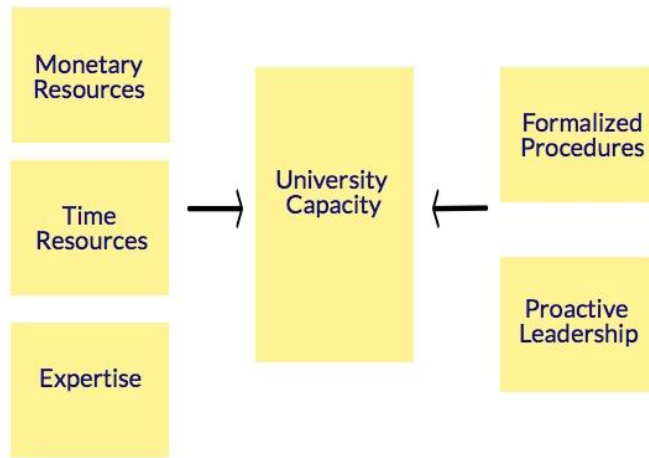 Monetary
Resources
Time
Resources
Expertise
University
Capacity
Formalized
Procedures
Proactive
Leadership